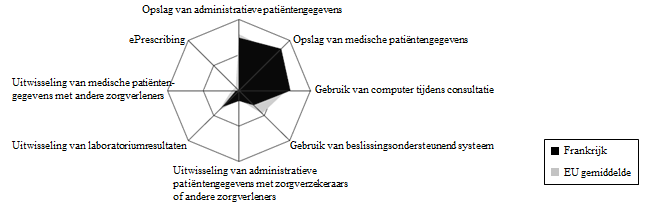 Opslag van administratieve patiëntengegevens
ePrescribing
Opslag van medische patiëntengegevens
Uitwisseling van medische patiënten-
gegevens met andere zorgverleners
Gebruik van computer tijdens consultatie
Uitwisseling van laboratoriumresultaten
Gebruik van beslissingsondersteunend systeem
Uitwisseling van administratieve
patiëntengegevens met zorgverzekeraars
of andere zorgverleners
Frankrijk
EU gemiddelde